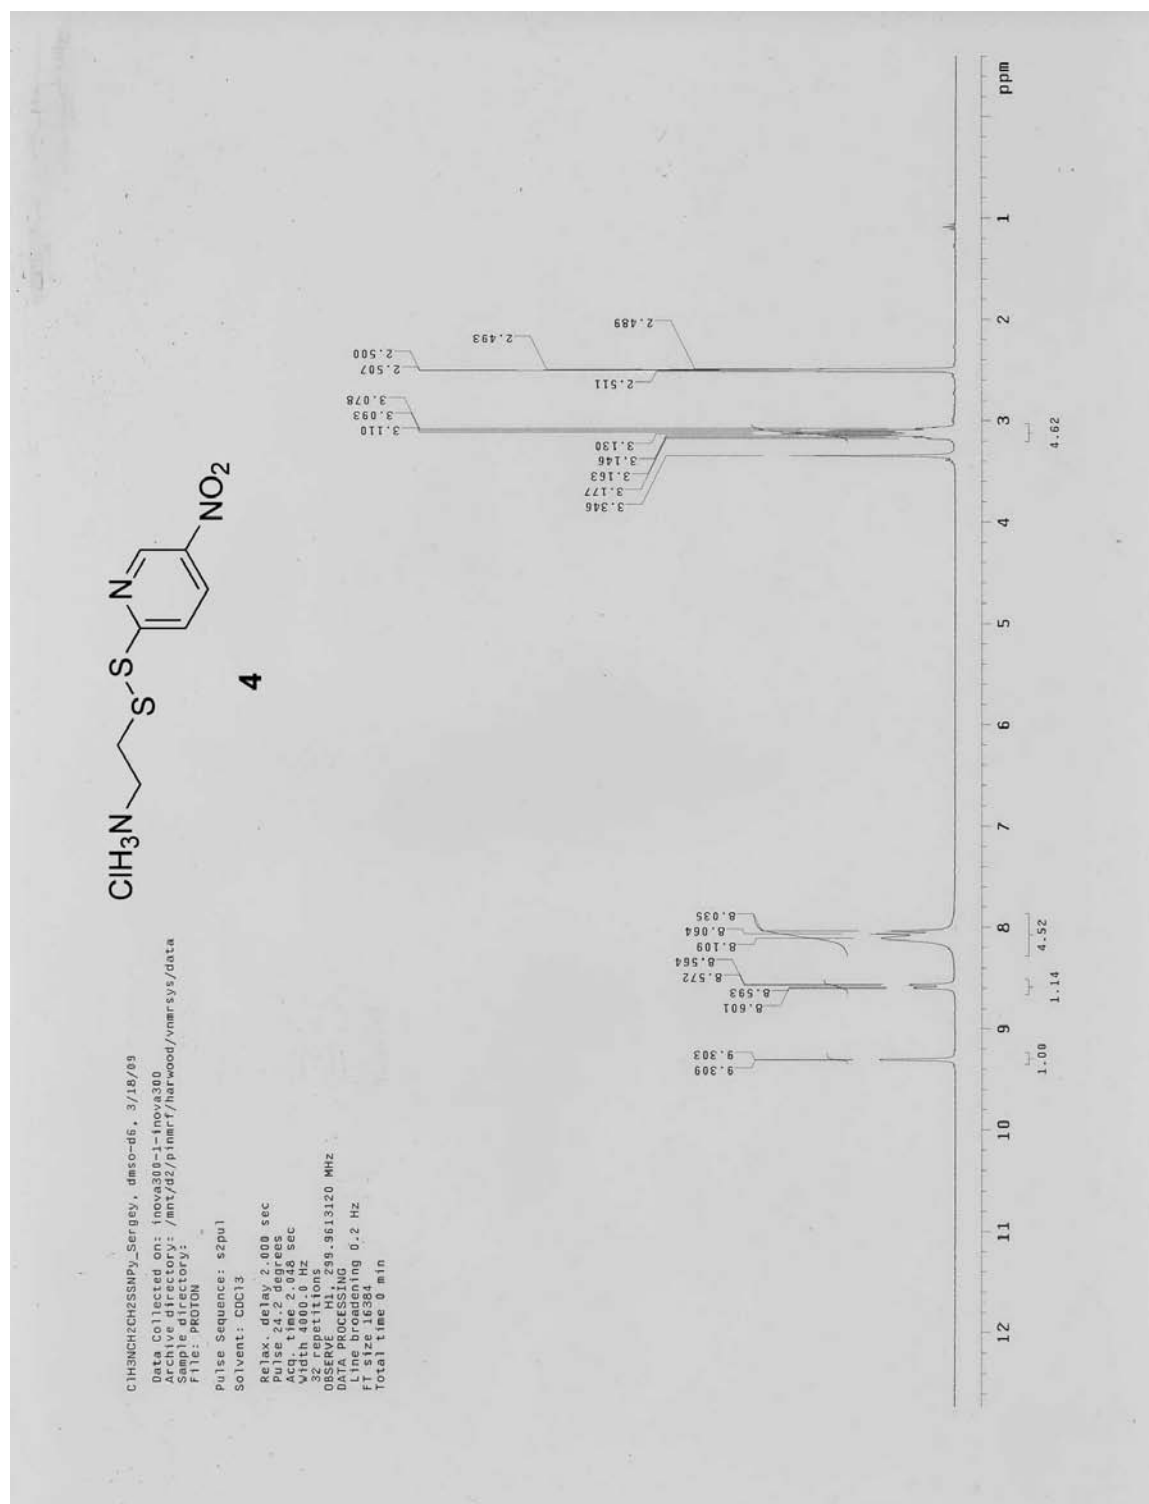 ClH3NCH2CH2SSNPy_Sergey, dmso-d6, 3/18/09
Data Collected on: inova300-1-inova300
Archive directory: /mnt/d2/pinmrf/harwood/vnmrsys/data
Sample directory:
File: PROTON
Pulse Sequence: s2pul
Solvent: CDCl3
Relax. delay 2.000 sec
Pulse 24.2 degrees
Acq. time 2.048 sec
Width 4000.0 Hz
32 repetitions
OBSERVE H1, 299.9613120 MHz
DATA PROCESSING
Line broadening 0.2 Hz
FT size 16384
Total time 0 min
ClH3N
S
S
N
NO2
4
9.309
9.303
8.601
8.593
8.572
8.564
8.109
8.064
8.035
3.346
3.177
3.163
3.146
3.130
3.110
3.093
3.078
2.511
2.507
2.500
2.493
2.489
12 11 10 9 8 7 6 5 4 3 2 1 ppm
1.00 1.14 4.52 4.62